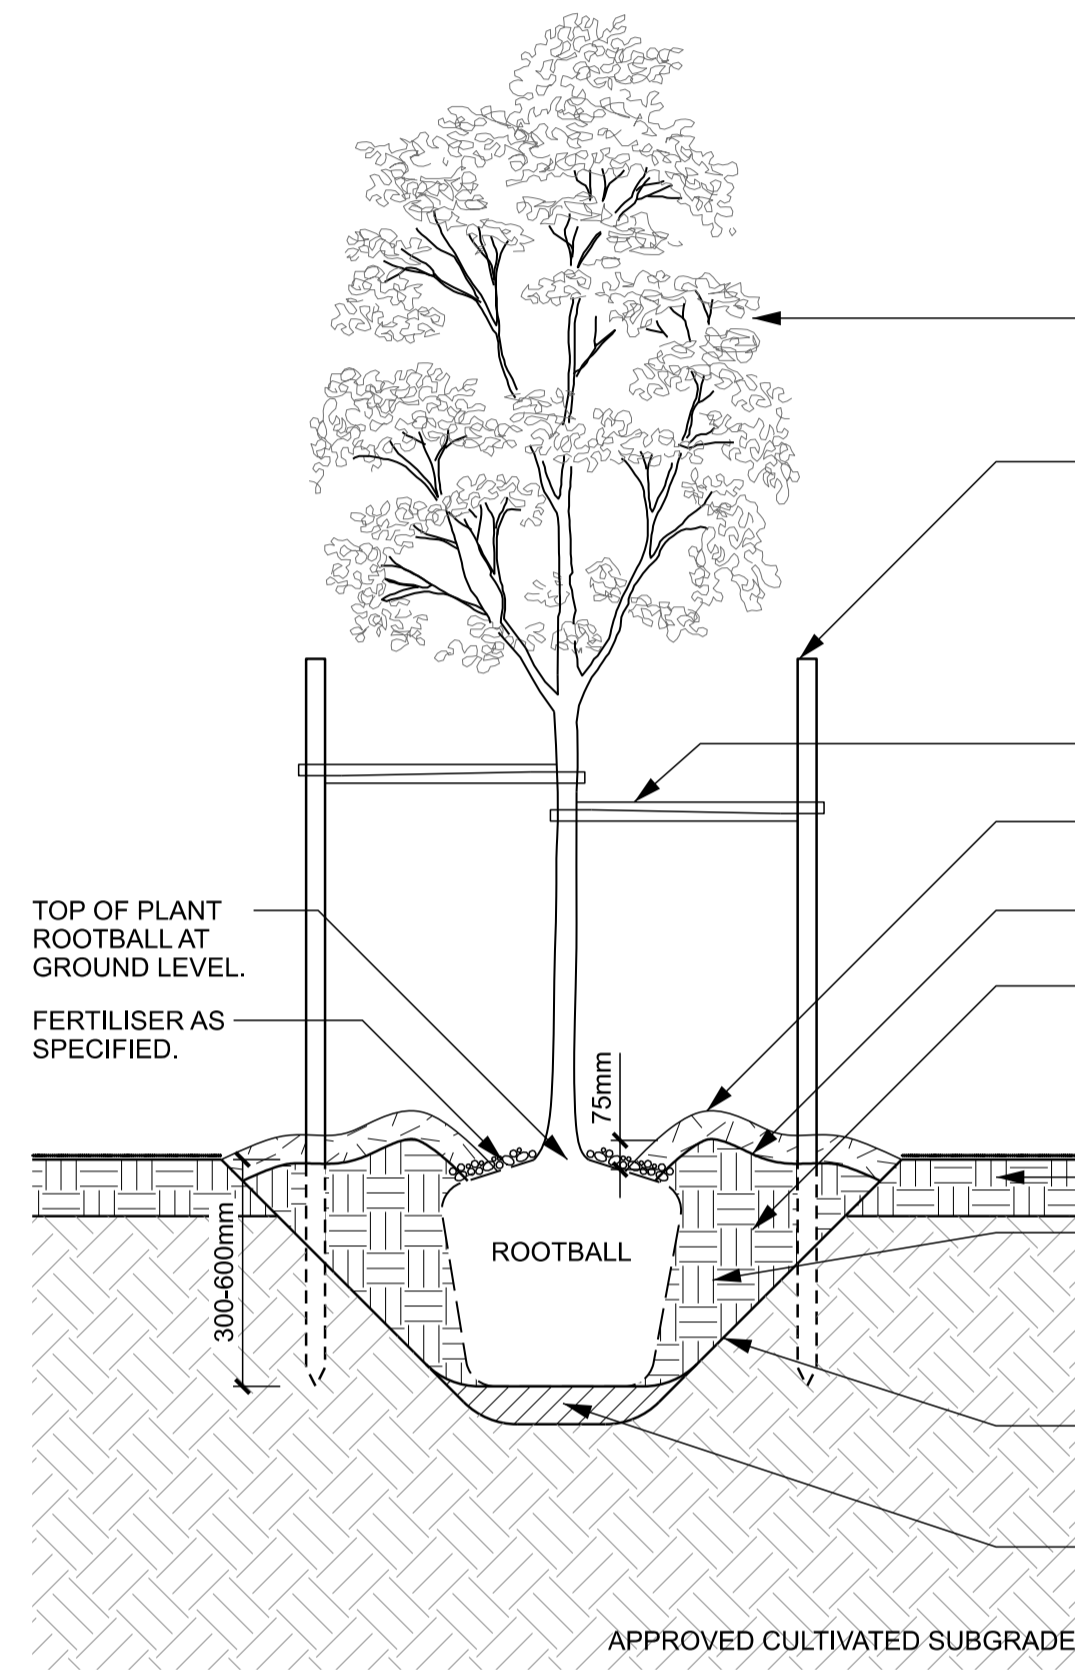 TOP OF PLANT
ROOTBALL AT
GROUND LEVEL.
FERTILISER AS
SPECIFIED.
75mm
300-600mm
ROOTBALL
APPROVED CULTIVATED SUBGRADE